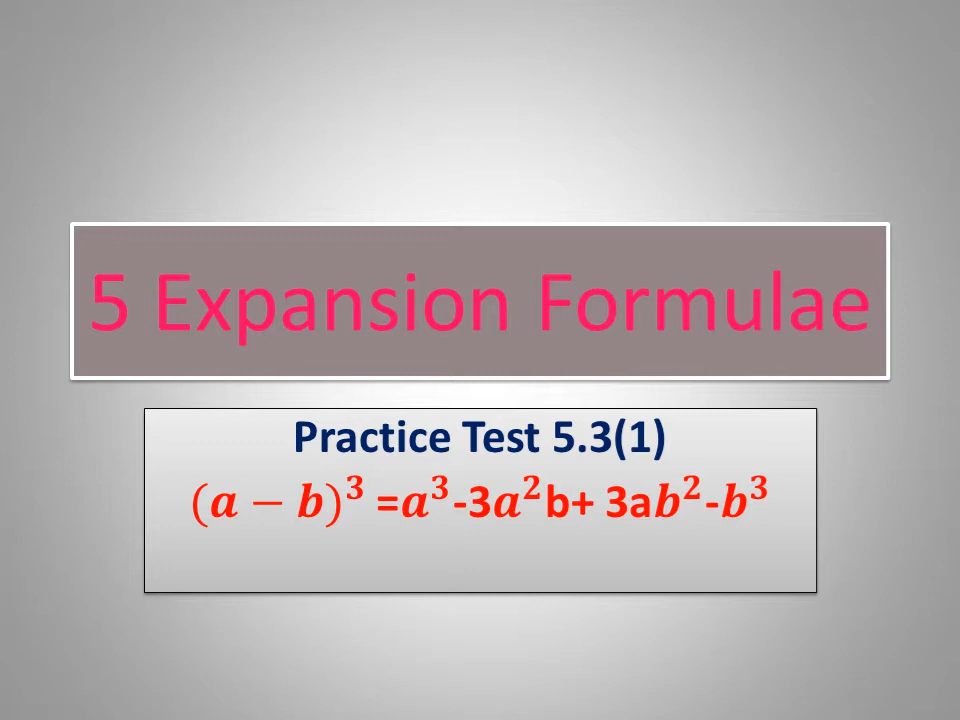 5 Expansion Formulae
Practice Test 5.3(1)
(𝒂 − 𝒃)³ =𝒂³-3𝒂²b+ 3a𝒃²-𝒃³